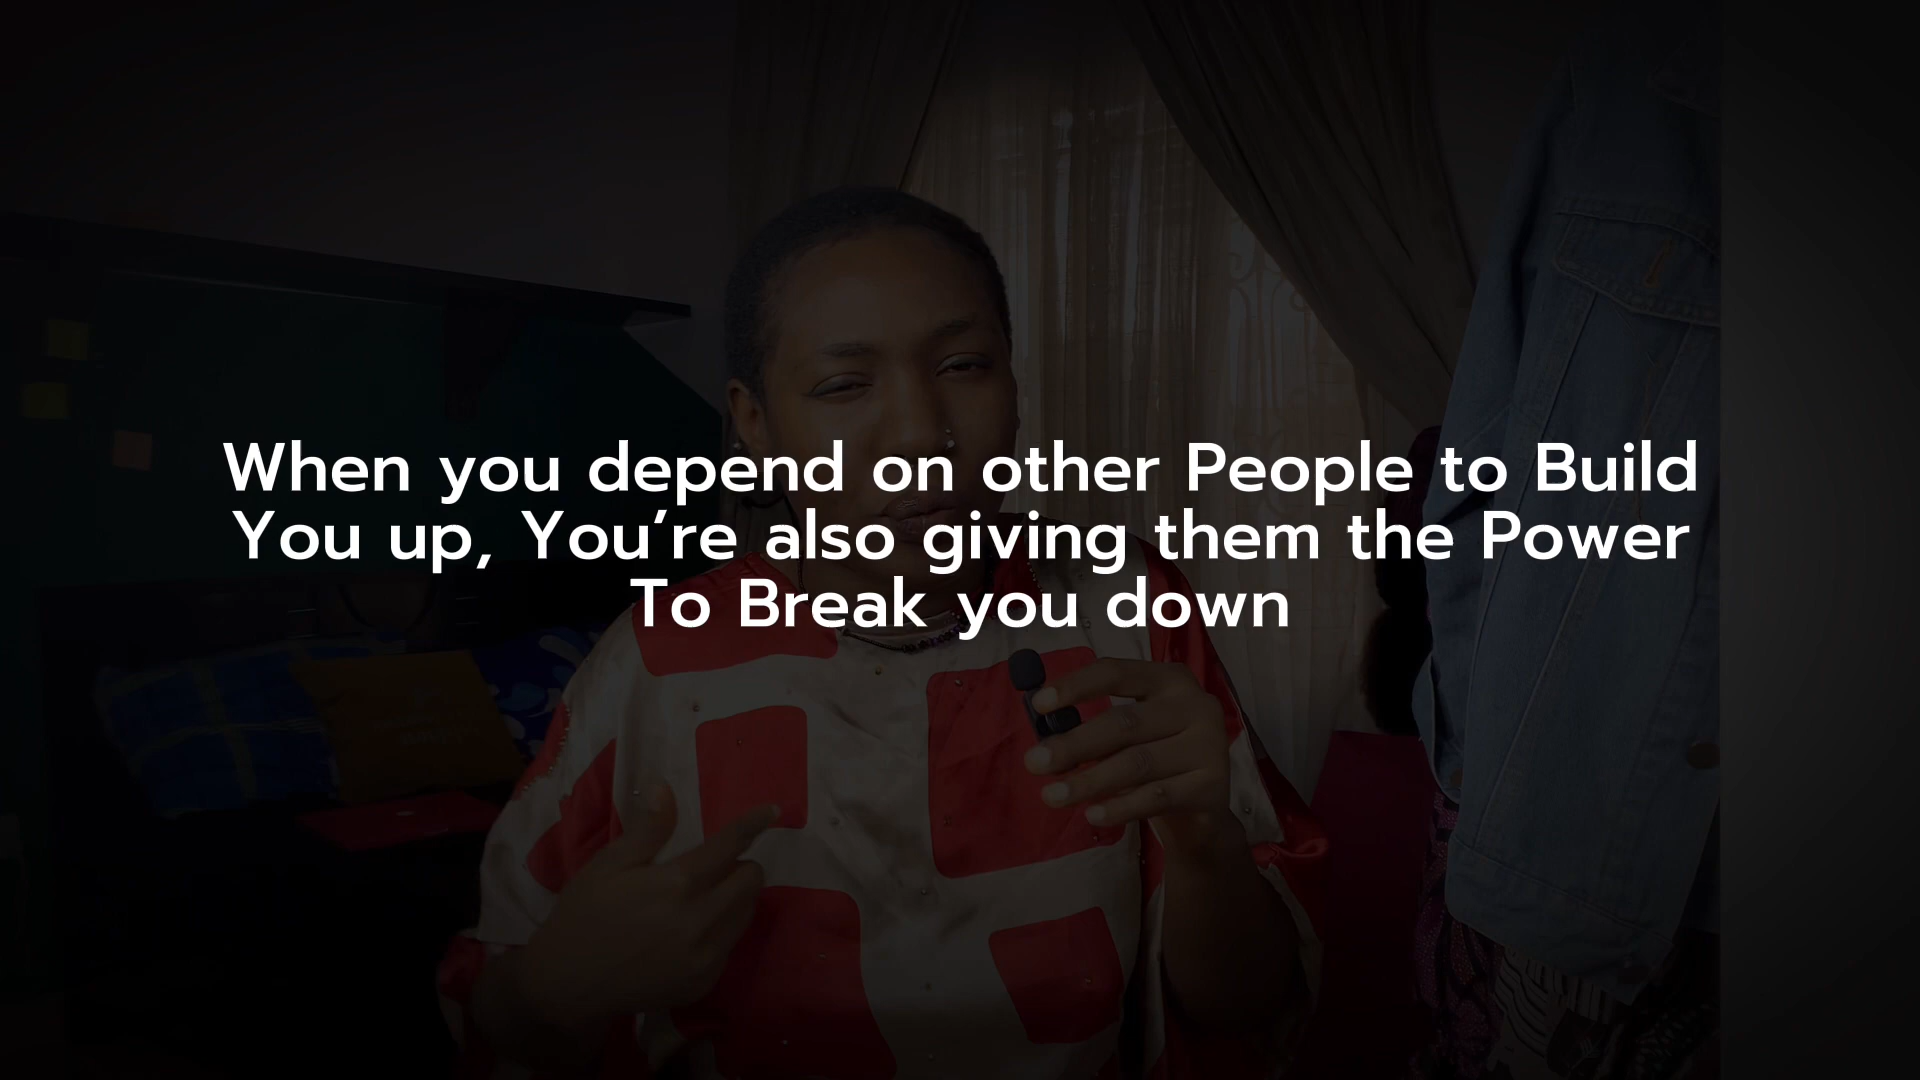 When you depend on other People to Build
You up, You’re also giving them the Power
To Break you down